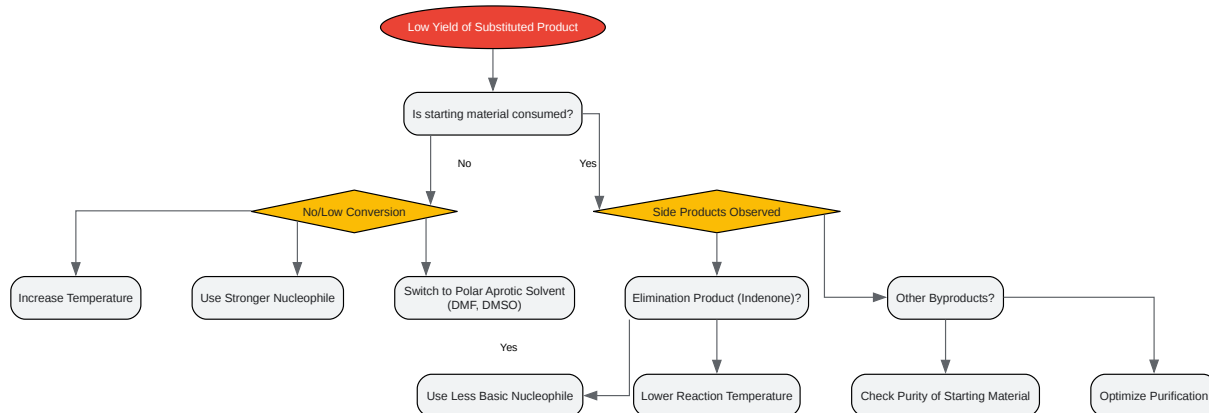 Low Yield of Substituted Product
Is starting material consumed?
No
Yes
No/Low Conversion
Side Products Observed
Increase Temperature
Use Stronger Nucleophile
Switch to Polar Aprotic Solvent
(DMF, DMSO)
Elimination Product (Indenone)?
Other Byproducts?
Yes
Use Less Basic Nucleophile
Lower Reaction Temperature
Check Purity of Starting Material
Optimize Purification